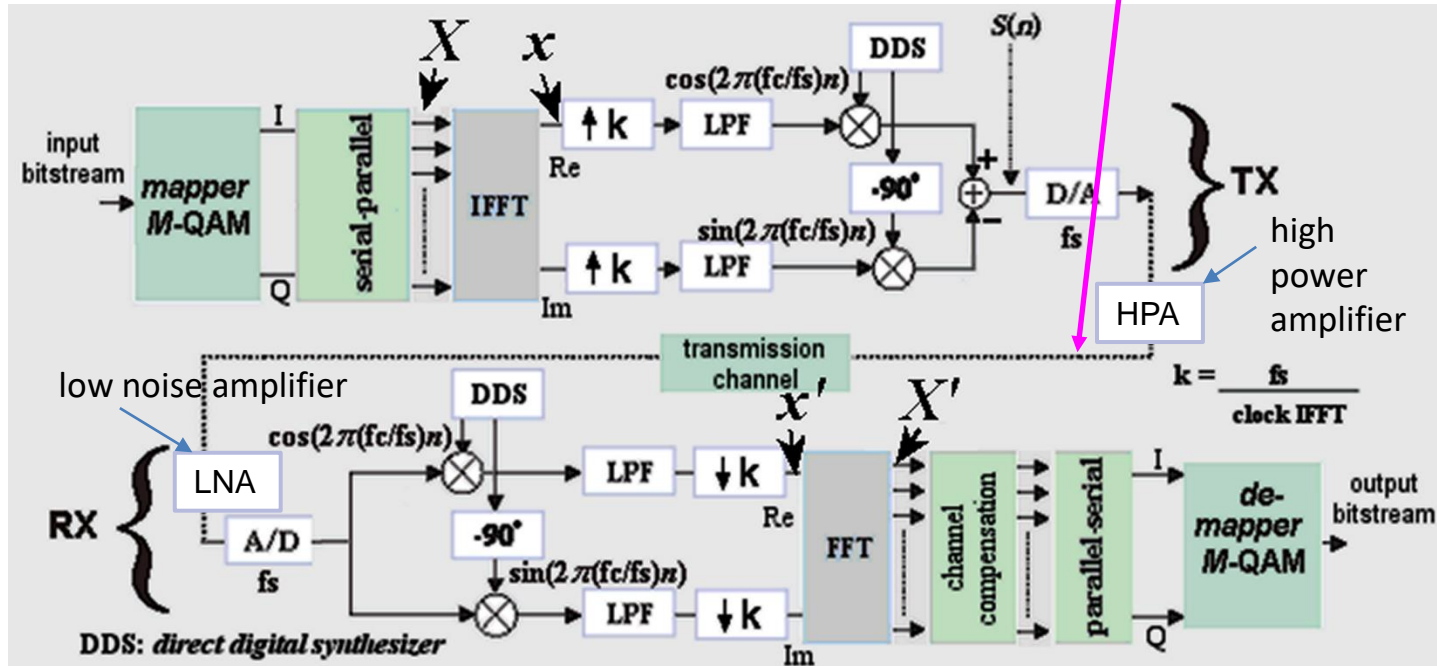 X
x
DDS
S(n)
cos(2π(fc/fs)n)
input
bitstream
mapper
M-QAM
I
Q
serial-parallel
IFFT
Re
Im
↑ k
LPF
-90°
sin(2π(fc/fs)n)
↑ k
LPF
+
−
D/A
fs
TX
HPA
high
power
amplifier
transmission
channel
k = fs
clock IFFT
low noise amplifier
LNA
RX
A/D
fs
DDS
cos(2π(fc/fs)n)
-90°
sin(2π(fc/fs)n)
LPF
↓ k
LPF
↓ k
Re
Im
x'
X'
FFT
channel
compensation
parallel-serial
I
Q
de-
mapper
M-QAM
output
bitstream
DDS: direct digital synthesizer